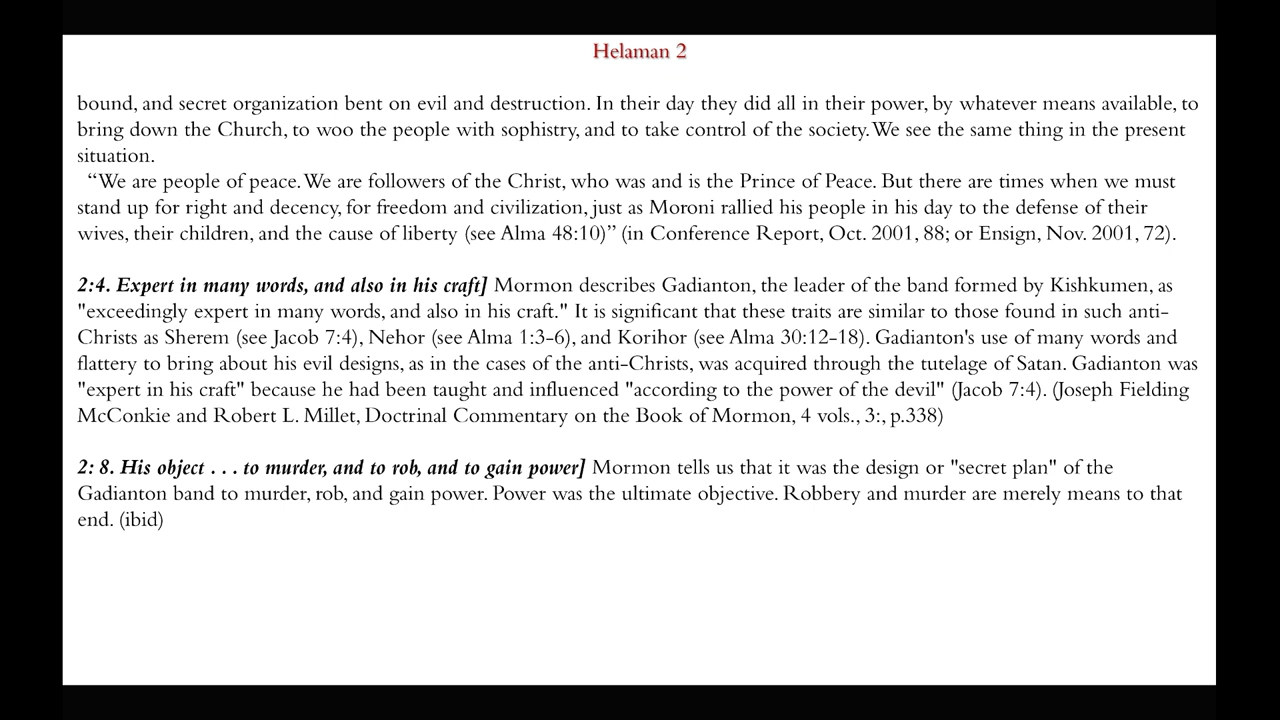 Helaman 2
bound, and secret organization bent on evil and destruction. In their day they did all in their power, by whatever means available, to
bring down the Church, to woo the people with sophistry, and to take control of the society. We see the same thing in the present
situation.
“We are people of peace. We are followers of the Christ, who was and is the Prince of Peace. But there are times when we must
stand up for right and decency, for freedom and civilization, just as Moroni rallied his people in his day to the defense of their
wives, their children, and the cause of liberty (see Alma 48:10)” (in Conference Report, Oct. 2001, 88; or Ensign, Nov. 2001, 72).
2:4. Expert in many words, and also in his craft] Mormon describes Gadianton, the leader of the band formed by Kishkumen, as
"exceedingly expert in many words, and also in his craft." It is significant that these traits are similar to those found in such anti-
Christs as Sherem (see Jacob 7:4), Nehor (see Alma 1:3-6), and Korihor (see Alma 30:12-18). Gadianton's use of many words and
flattery to bring about his evil designs, as in the cases of the anti-Christs, was acquired through the tutelage of Satan. Gadianton was
"expert in his craft" because he had been taught and influenced "according to the power of the devil" (Jacob 7:4). (Joseph Fielding
McConkie and Robert L. Millet, Doctrinal Commentary on the Book of Mormon, 4 vols., 3:, p.338)
2: 8. His object . . . to murder, and to rob, and to gain power] Mormon tells us that it was the design or "secret plan" of the
Gadianton band to murder, rob, and gain power. Power was the ultimate objective. Robbery and murder are merely means to that
end. (ibid)